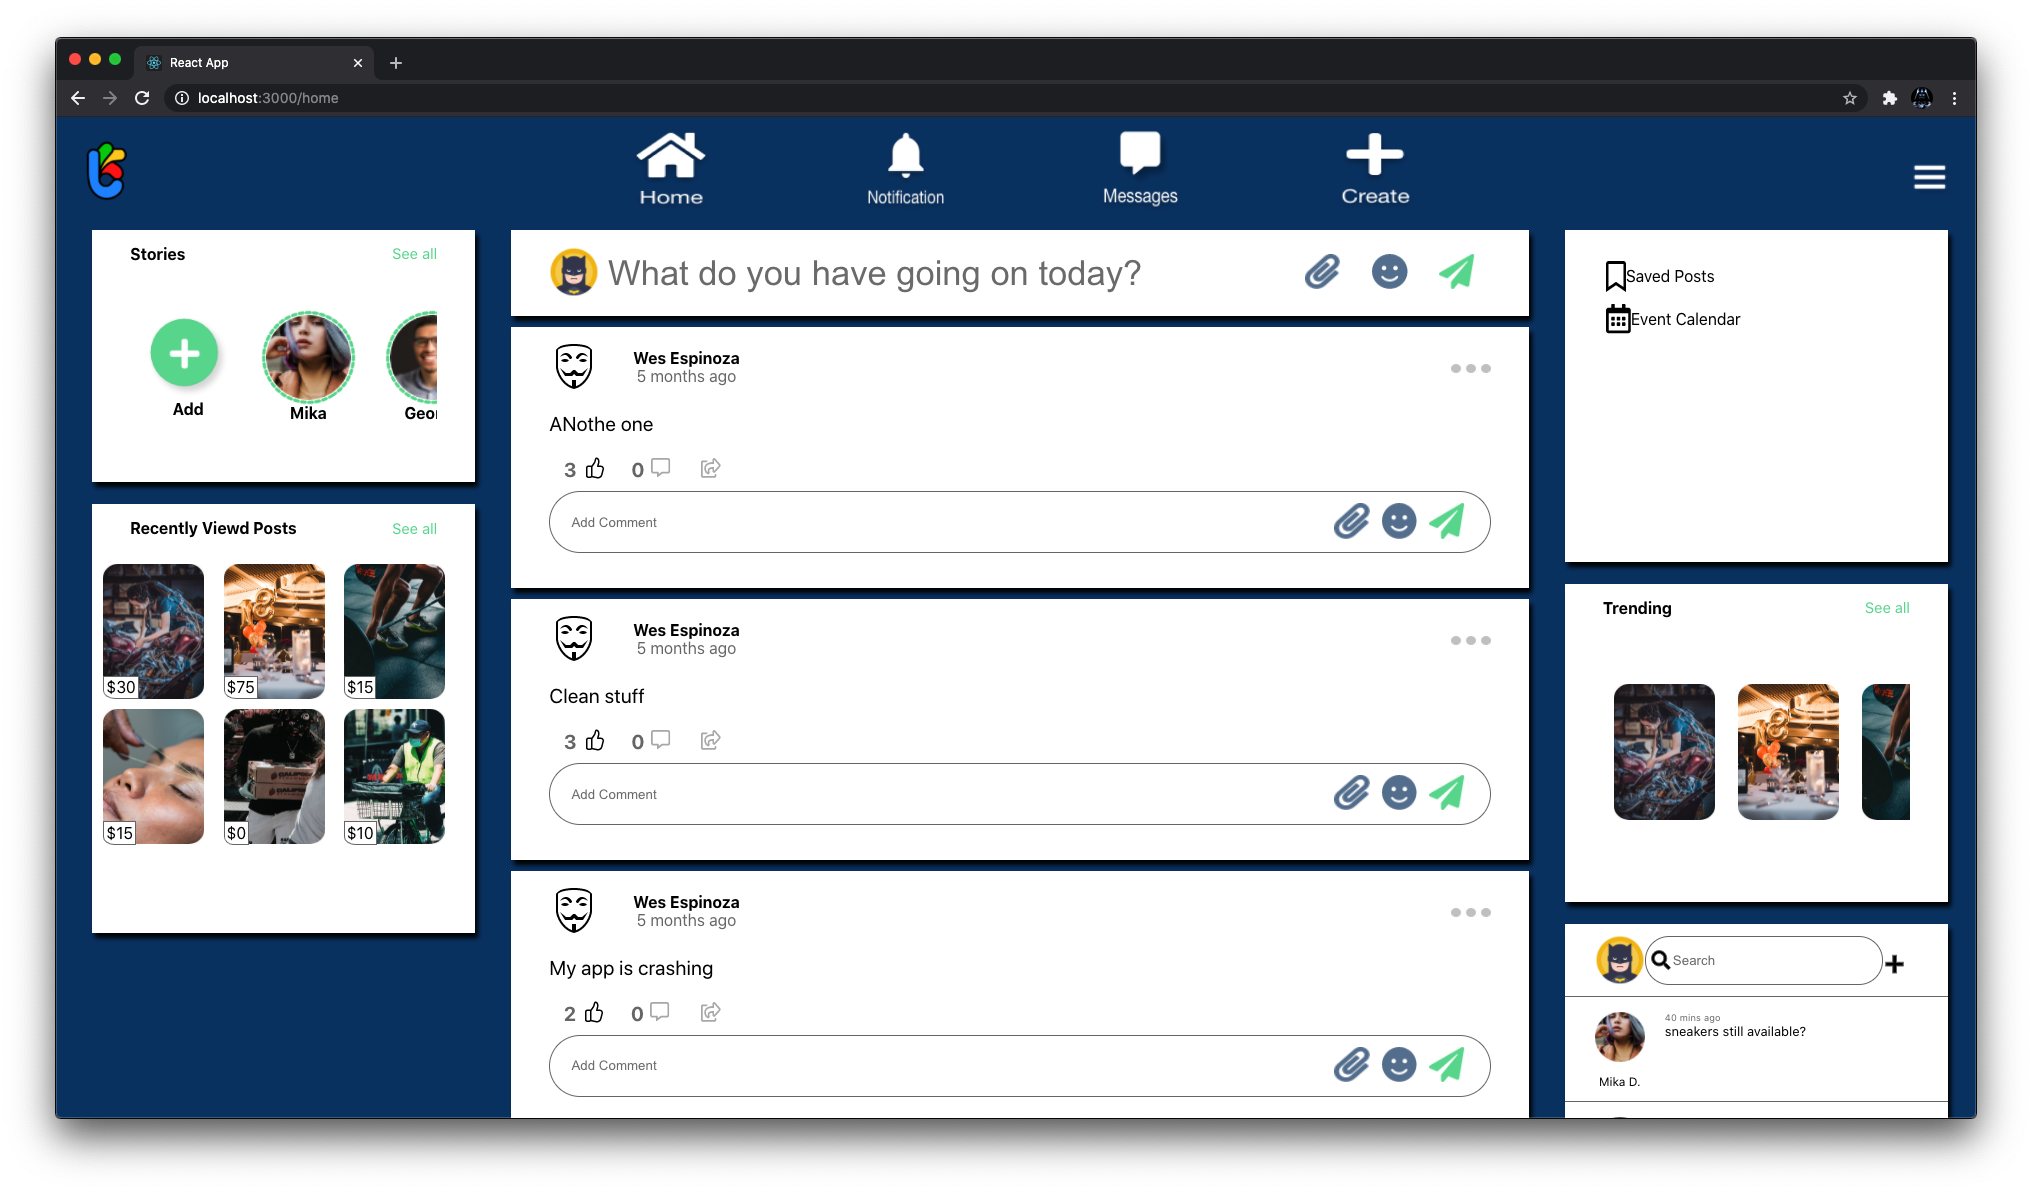 React App
localhost:3000/home
Home
Notification
Messages
Create
Stories
See all
Add
Mika
Geor
Recently Viewd Posts
See all
$30
$75
$15
$15
$0
$10
What do you have going on today?
Wes Espinoza
5 months ago
ANothe one
3
0
Add Comment
Wes Espinoza
5 months ago
Clean stuff
3
0
Add Comment
Wes Espinoza
5 months ago
My app is crashing
2
0
Add Comment
Saved Posts
Event Calendar
Trending
See all
Search
40 mins ago
sneakers still available?
Mika D.